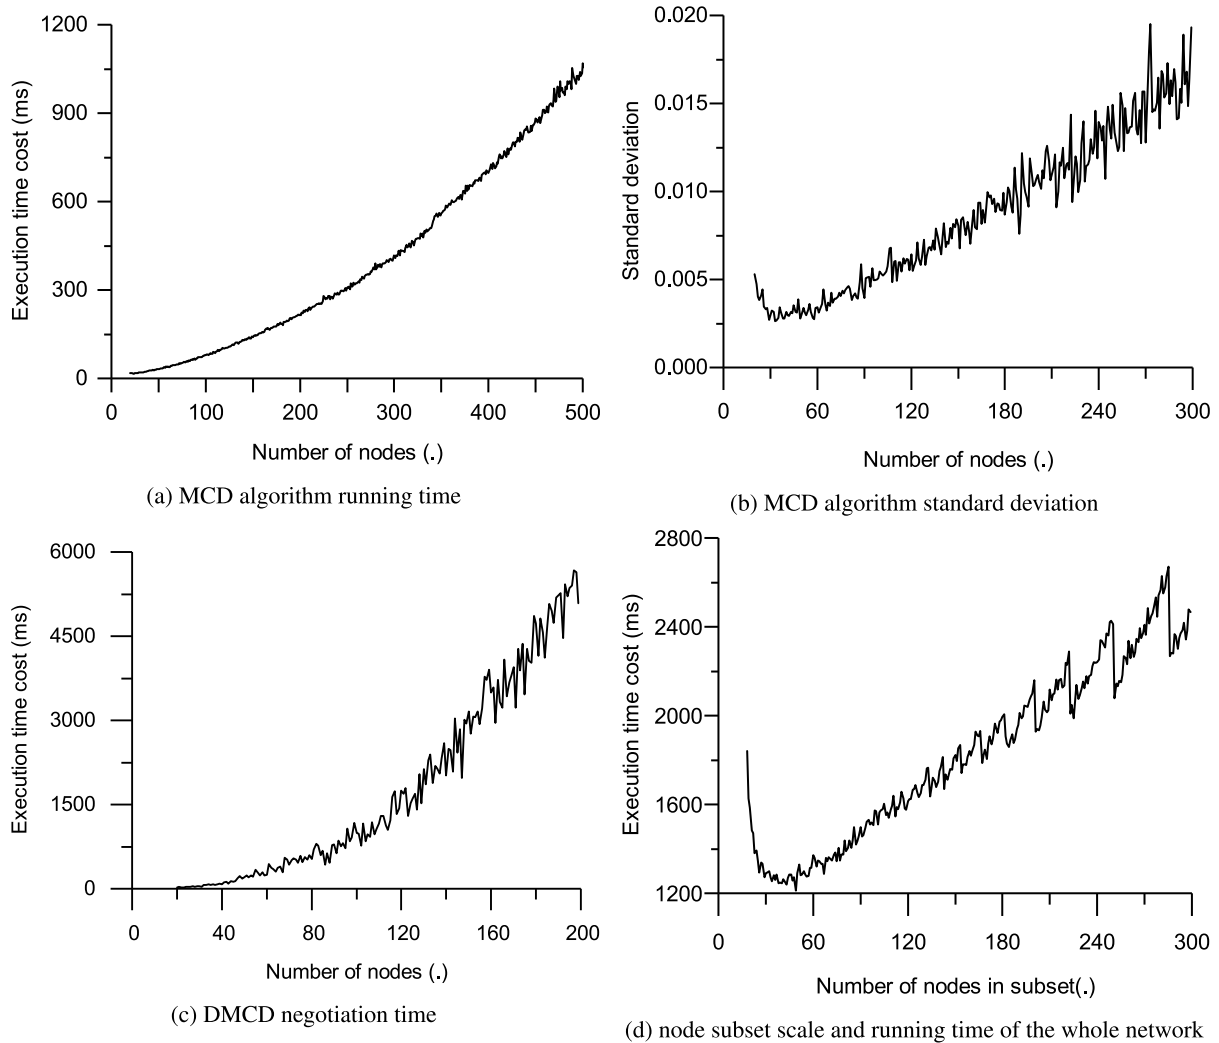 1200
900
600
300
0
Execution time cost (ms)
0 100 200 300 400 500
Number of nodes (.)
(a) MCD algorithm running time
0.020
0.015
0.010
0.005
0.000
Standard deviation
0 60 120 180 240 300
Number of nodes (.)
(b) MCD algorithm standard deviation
6000
4500
3000
1500
0
Execution time cost (ms)
0 40 80 120 160 200
Number of nodes (.)
(c) DMCD negotiation time
2800
2400
2000
1600
1200
Execution time cost (ms)
0 60 120 180 240 300
Number of nodes in subset(.)
(d) node subset scale and running time of the whole network